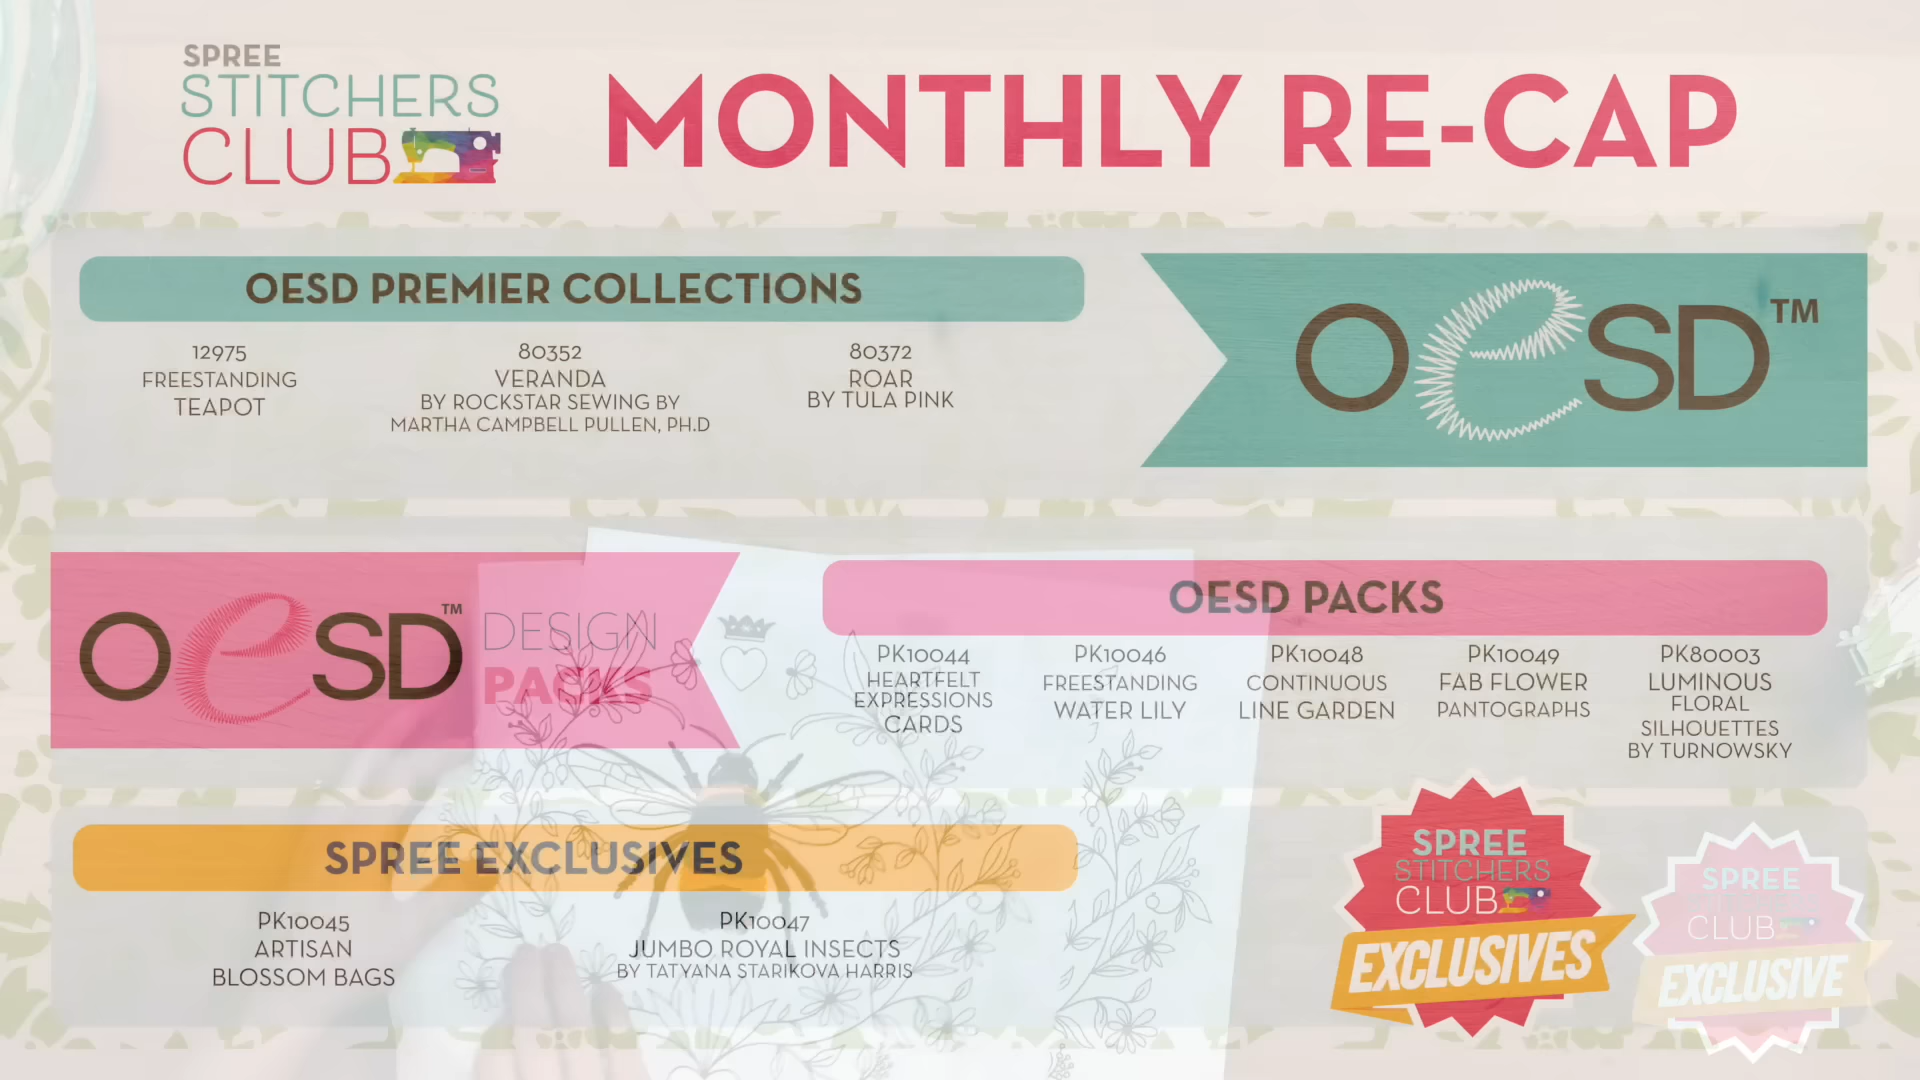 SPREE
STITCHERS
CLUB
MONTHLY RE-CAP
OESD PREMIER COLLECTIONS
12975
FREESTANDING
TEAPOT
80352
VERANDA
BY ROCKSTAR SEWING BY
MARTHA CAMPBELL PULLEN, PH.D
80372
ROAR
BY TULA PINK
OeSD™
OeSD™
DESIGN
PACKS
OESD PACKS
PK10044
HEARTFELT
EXPRESSIONS
CARDS
PK10046
FREESTANDING
WATER LILY
PK10048
CONTINUOUS
LINE GARDEN
PK10049
FAB FLOWER
PANTOGRAPHS
PK80003
LUMINOUS
FLORAL
SILHOUETTES
BY TURNOWSKY
SPREE EXCLUSIVES
PK10045
ARTISAN
BLOSSOM BAGS
PK10047
JUMBO ROYAL INSECTS
BY TATYANA STARIKOVA HARRIS
SPREE
STITCHERS
CLUB
EXCLUSIVES
SPREE
STITCHERS
CLUB
EXCLUSIVE